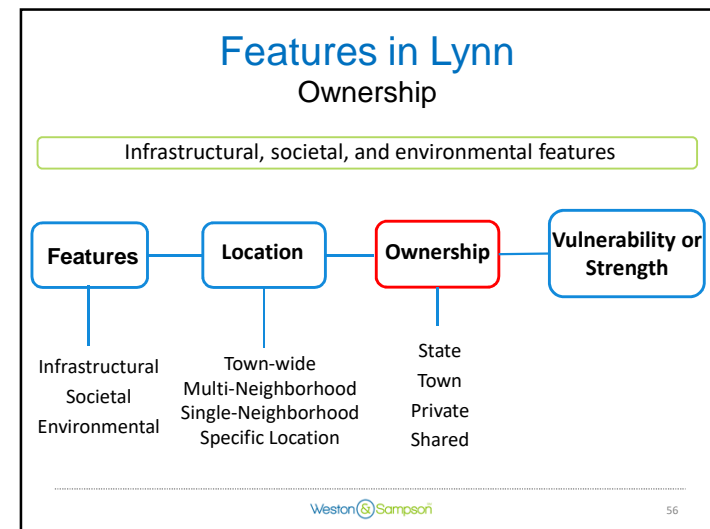 Features in Lynn
Ownership
Infrastructural, societal, and environmental features
Features
Location
Ownership
Vulnerability or
Strength
Infrastructural
Societal
Environmental
Town-wide
Multi-Neighborhood
Single-Neighborhood
Specific Location
State
Town
Private
Shared
Weston & Sampson
56